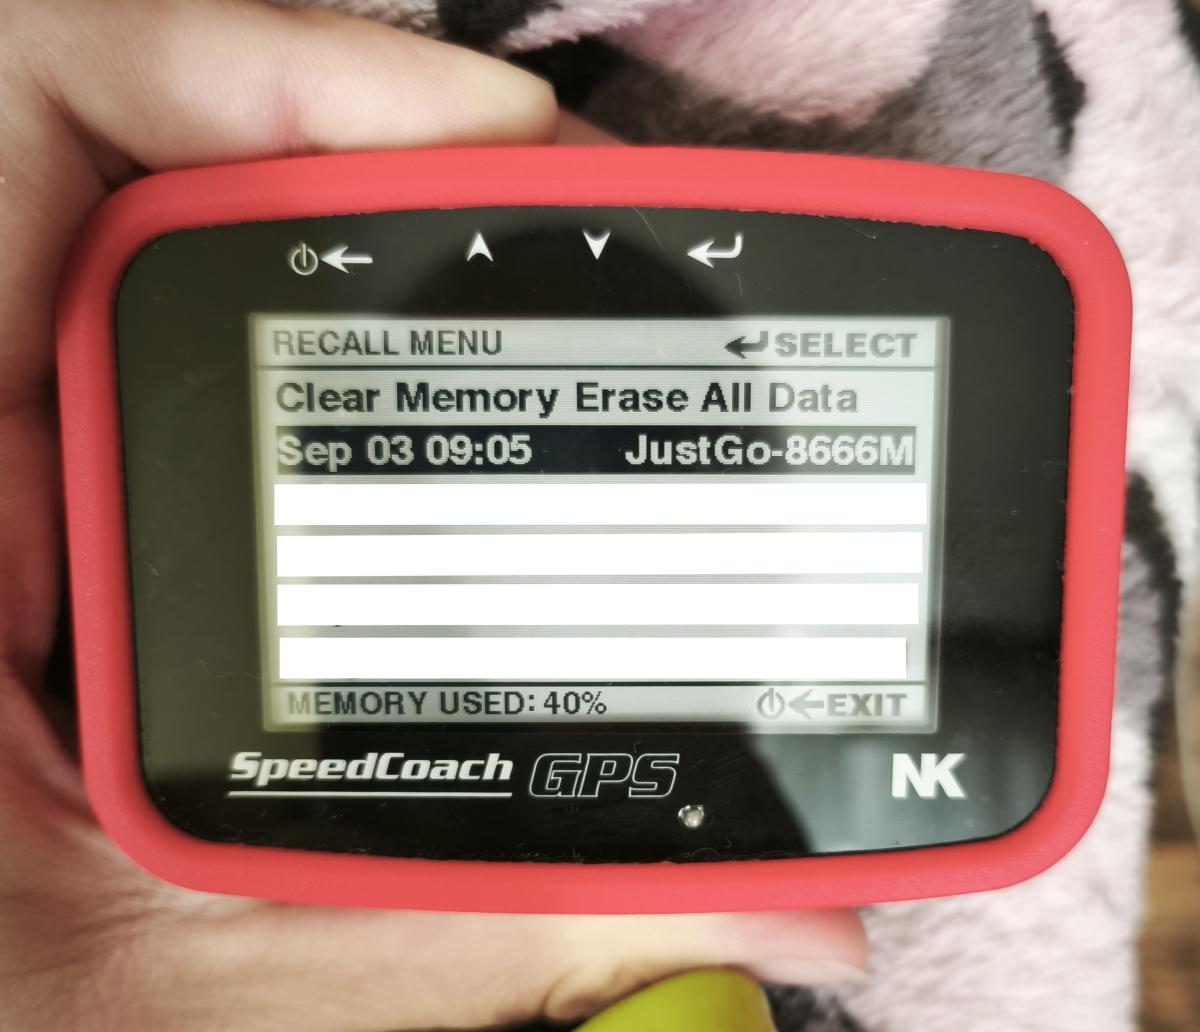 RECALL MENU SELECT
Clear Memory Erase All Data
Sep 03 09:05 JustGo-8666M
MEMORY USED: 40% EXIT
SpeedCoach GPS NK